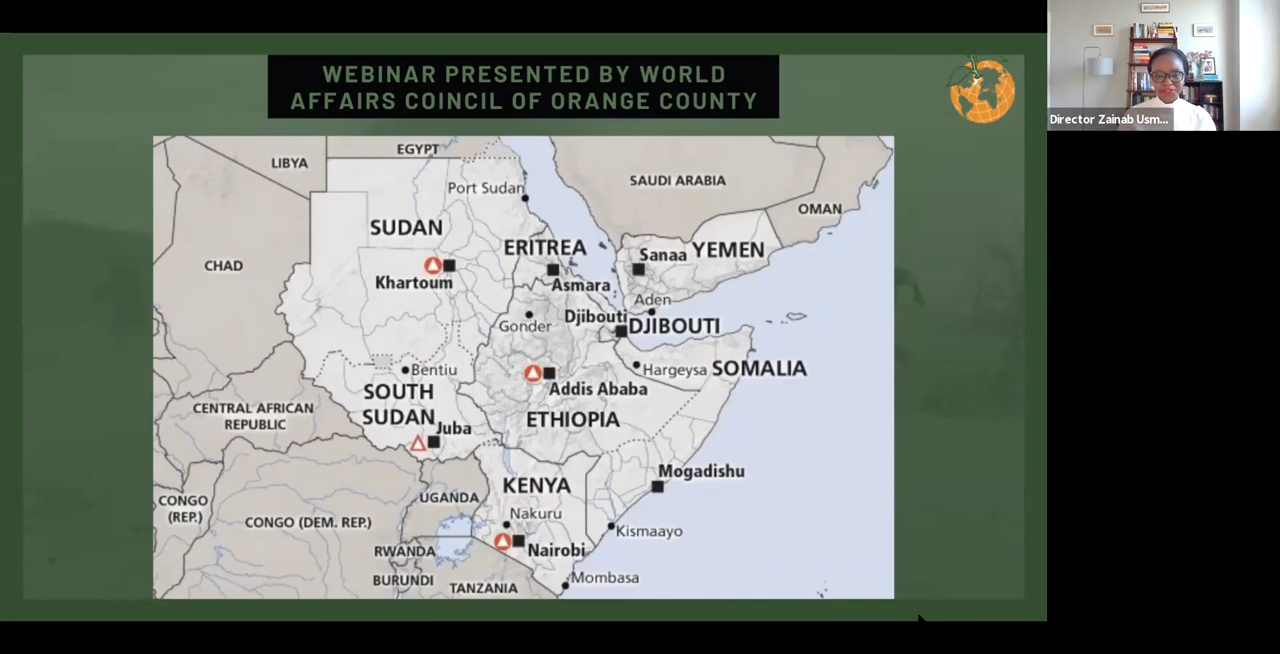 WEBINAR PRESENTED BY WORLD
AFFAIRS COINCIL OF ORANGE COUNTY
Director Zainab Usm...
EGYPT
LIBYA
SAUDI ARABIA
Port Sudan
OMAN
SUDAN
ERITREA
Sanaa
YEMEN
CHAD
Khartoum
Asmara
Aden
Djibouti
DJIBOUTI
Gonder
Bentiu
Hargeysa
SOMALIA
Addis Ababa
SOUTH
SUDAN
CENTRAL AFRICAN
REPUBLIC
ETHIOPIA
Juba
Mogadishu
KENYA
UGANDA
CONGO
(REP.)
Nakuru
CONGO (DEM. REP.)
Kismaayo
RWANDA
Nairobi
BURUNDI
Mombasa
TANZANIA